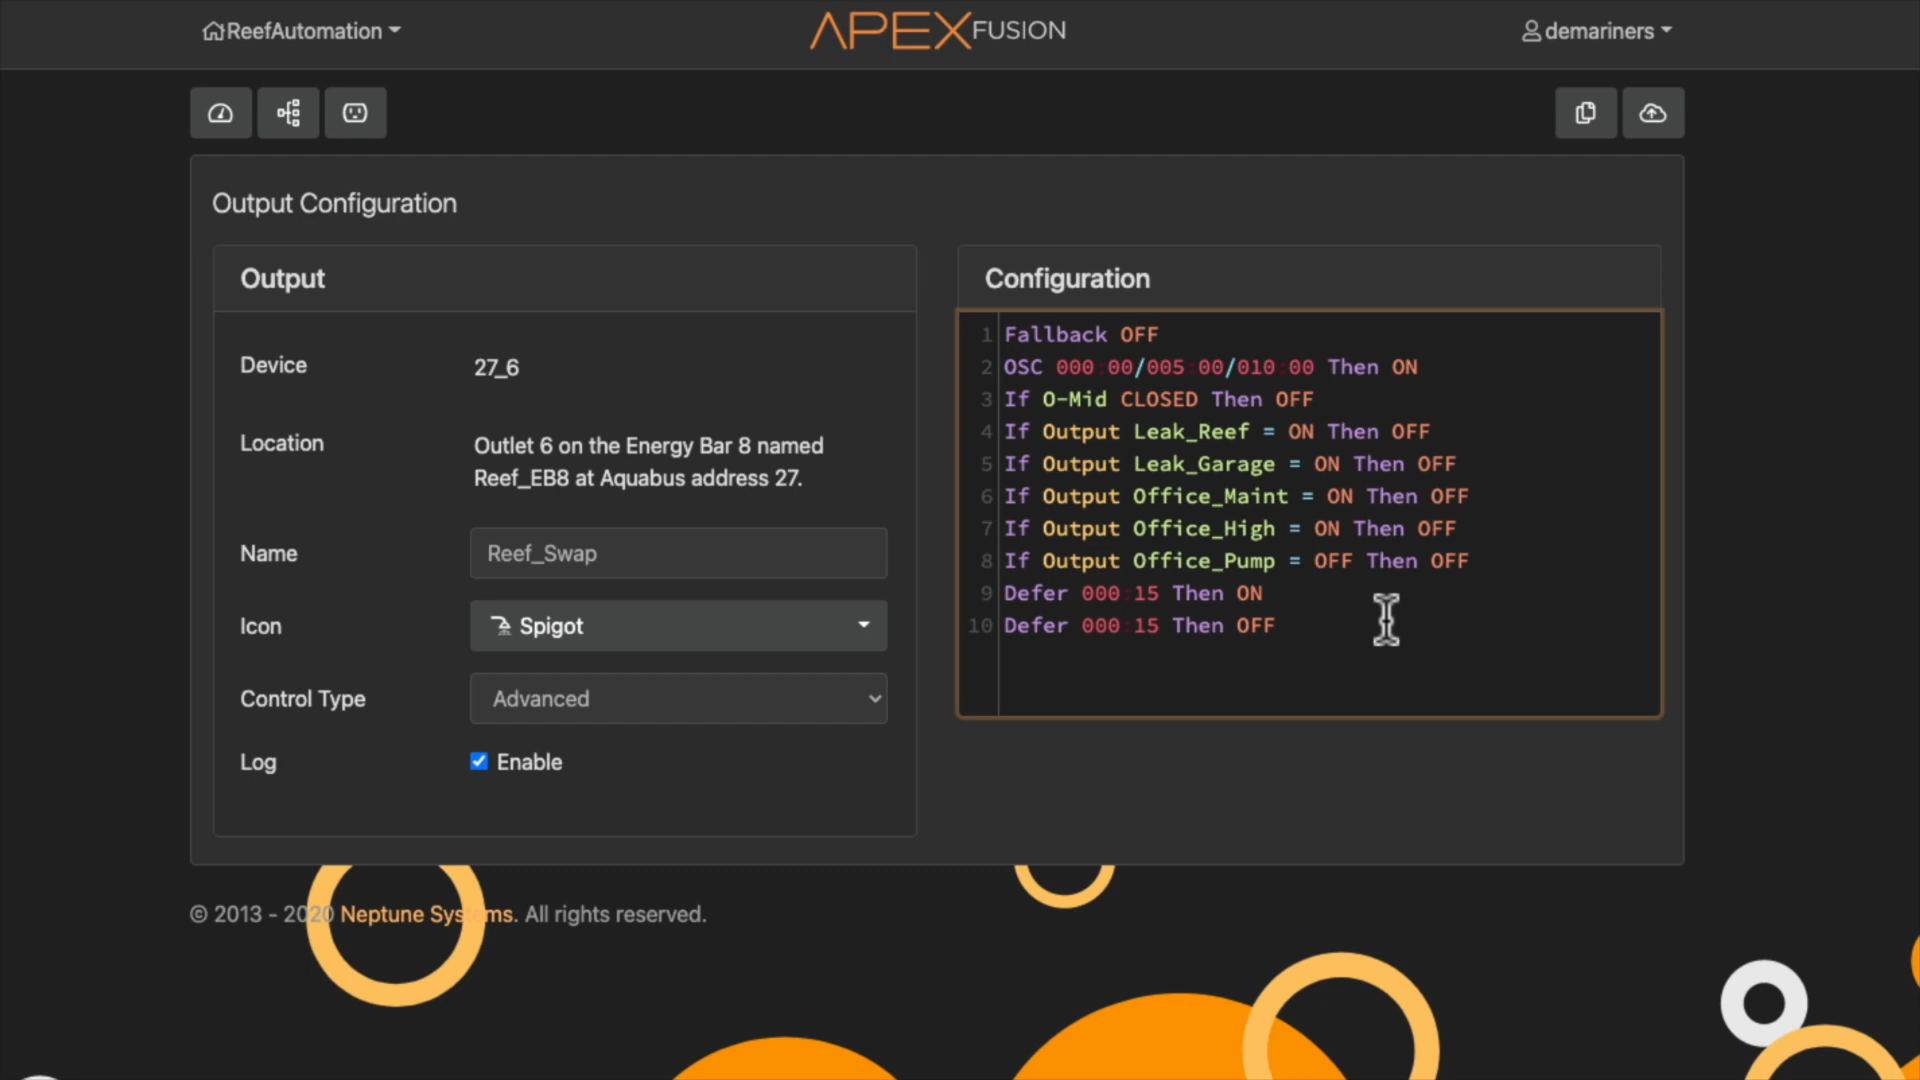 ReefAutomation
APEX FUSION
demariners
Output Configuration
Output
Device
27_6
Location
Outlet 6 on the Energy Bar 8 named
Reef_EB8 at Aquabus address 27.
Name
Reef_Swap
Icon
Spigot
Control Type
Advanced
Log
Enable
Configuration
1 Fallback OFF
2 OSC 000:00/005:00/010:00 Then ON
3 If O-Mid CLOSED Then OFF
4 If Output Leak_Reef = ON Then OFF
5 If Output Leak_Garage = ON Then OFF
6 If Output Office_Maint = ON Then OFF
7 If Output Office_High = ON Then OFF
8 If Output Office_Pump = OFF Then OFF
9 Defer 000:15 Then ON
10 Defer 000:15 Then OFF
© 2013 - 2020 Neptune Systems. All rights reserved.